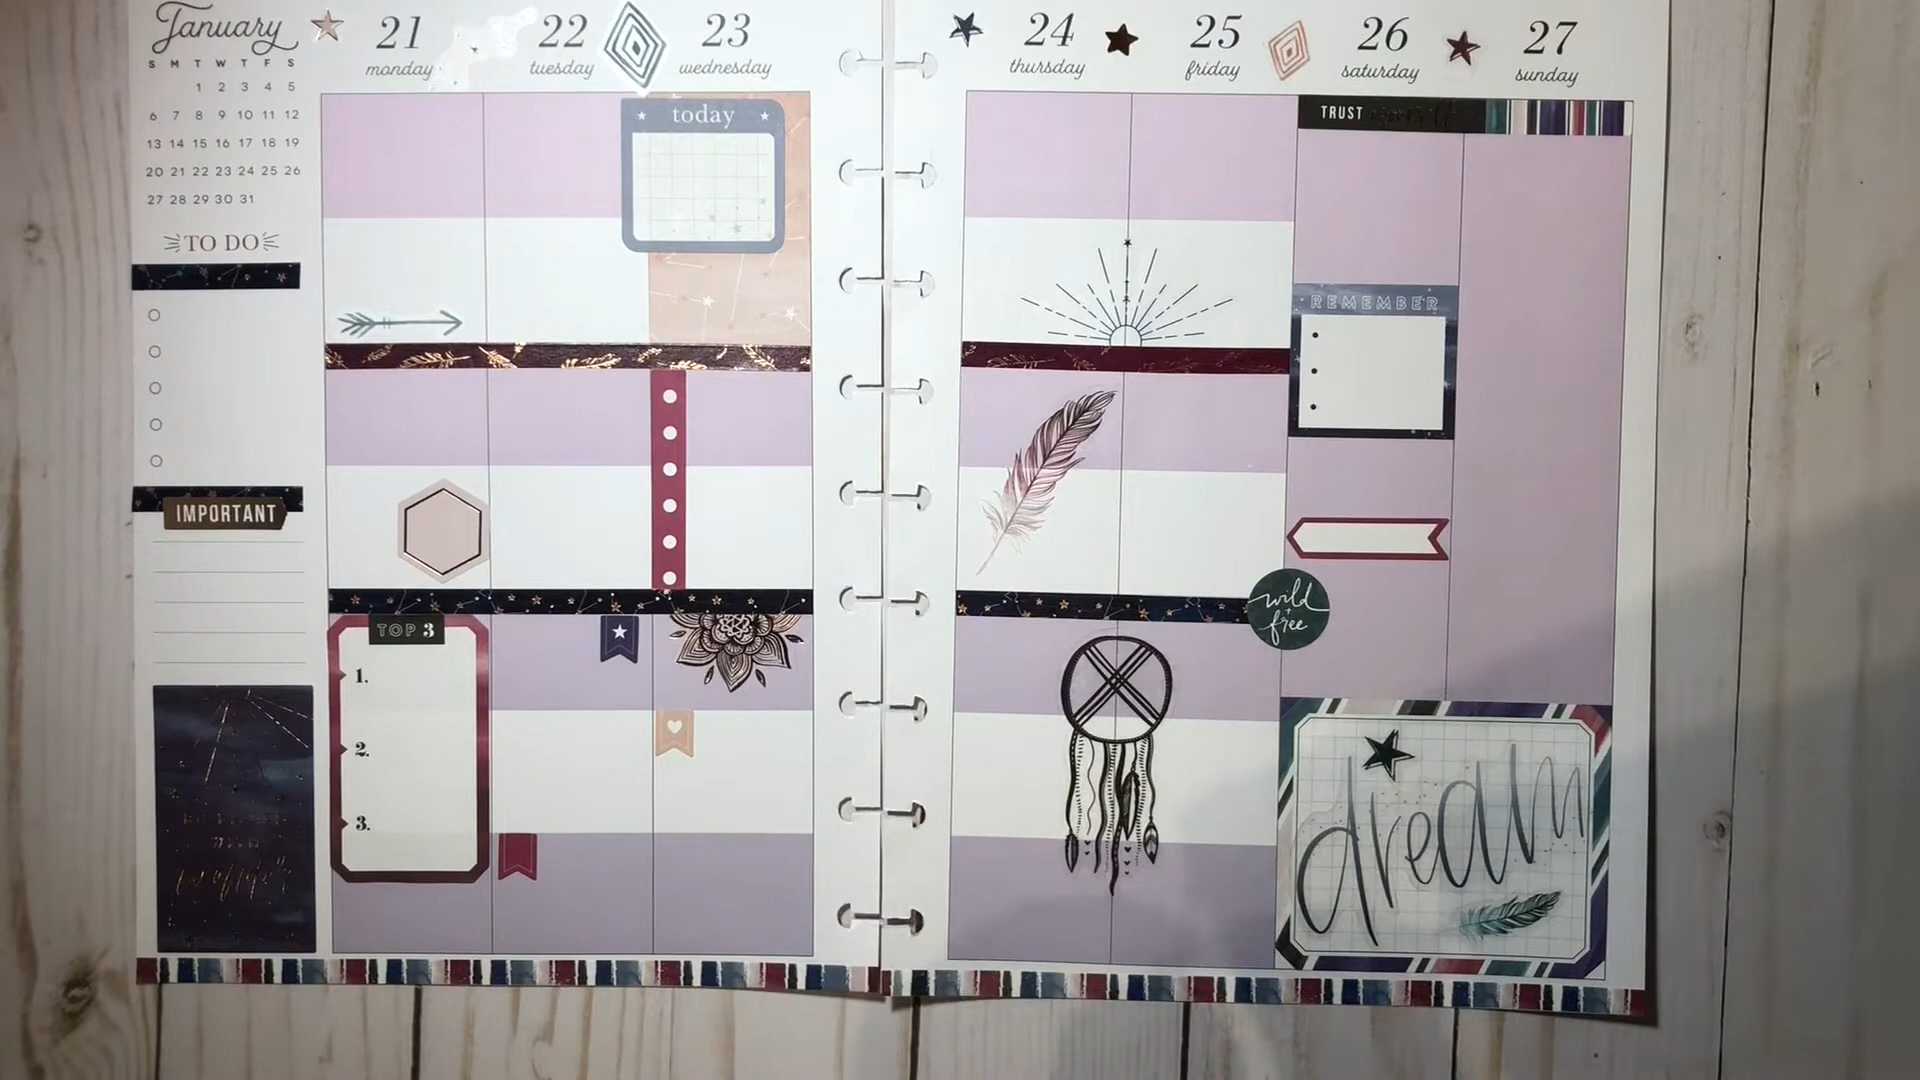 January
S M T W T F S
1 2 3 4 5
6 7 8 9 10 11 12
13 14 15 16 17 18 19
20 21 22 23 24 25 26
27 28 29 30 31
TO DO
IMPORTANT
21
monday
22
tuesday
23
wednesday
today
TOP 3
1.
2.
3.
24
thursday
25
friday
26
saturday
27
sunday
TRUST
REMEMBER
wild
+
free
dream